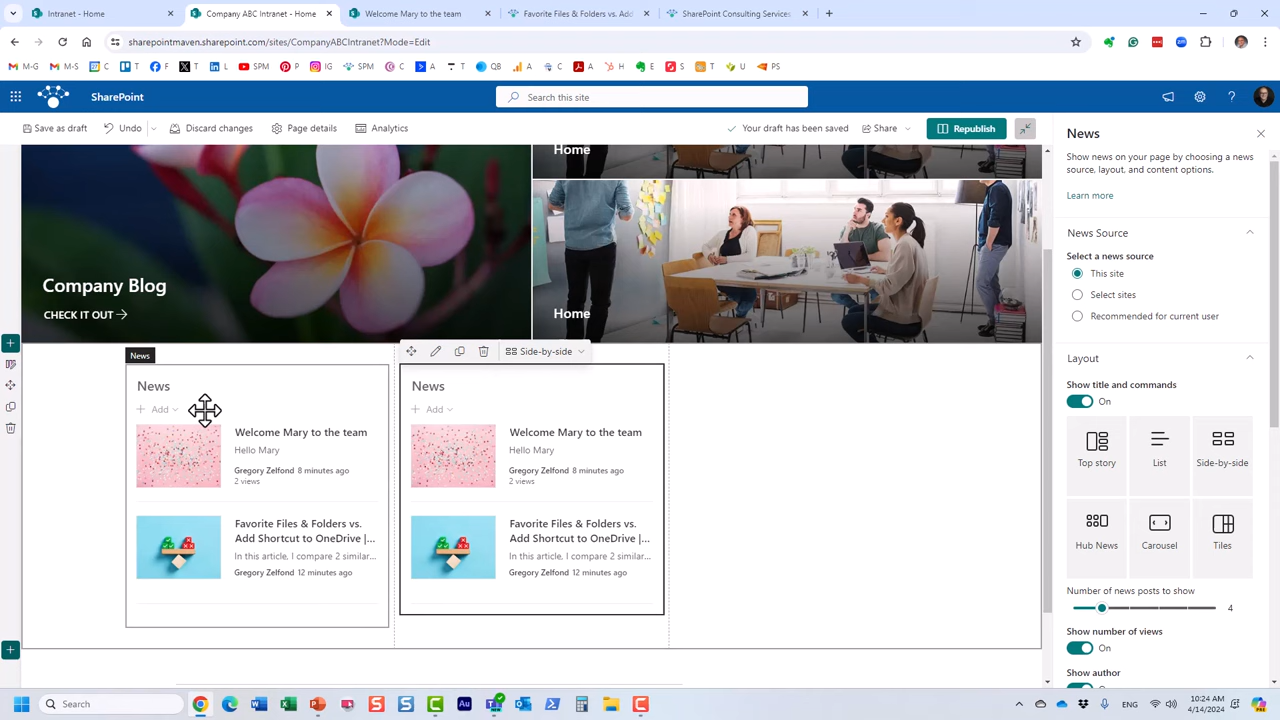 Intranet - Home
Company ABC Intranet - Home
Welcome Mary to the team
Favorite Files & Folders vs. Add
SharePoint Consulting Services
sharepointmaven.sharepoint.com/sites/CompanyABCIntranet?Mode=Edit
M-G
M-S
C
T
F
T
L
SPM
P
IG
SPM
C
A
T
QB
A
C
A
H
E
S
T
U
PS
SharePoint
Search this site
Save as draft
Undo
Discard changes
Page details
Analytics
Your draft has been saved
Share
Republish
Home
Company Blog
CHECK IT OUT
Home
News
Side-by-side
News
Add
Welcome Mary to the team
Hello Mary
Gregory Zelfond 8 minutes ago
2 views
Favorite Files & Folders vs.
Add Shortcut to OneDrive |...
In this article, I compare 2 similar...
Gregory Zelfond 12 minutes ago
News
Add
Welcome Mary to the team
Hello Mary
Gregory Zelfond 8 minutes ago
2 views
Favorite Files & Folders vs.
Add Shortcut to OneDrive |...
In this article, I compare 2 similar...
Gregory Zelfond 12 minutes ago
News
Show news on your page by choosing a news
source, layout, and content options.
Learn more
News Source
Select a news source
This site
Select sites
Recommended for current user
Layout
Show title and commands
On
Top story
List
Side-by-side
Hub News
Carousel
Tiles
Number of news posts to show
4
Show number of views
On
Show author
Search
ENG
10:24 AM
4/14/2024